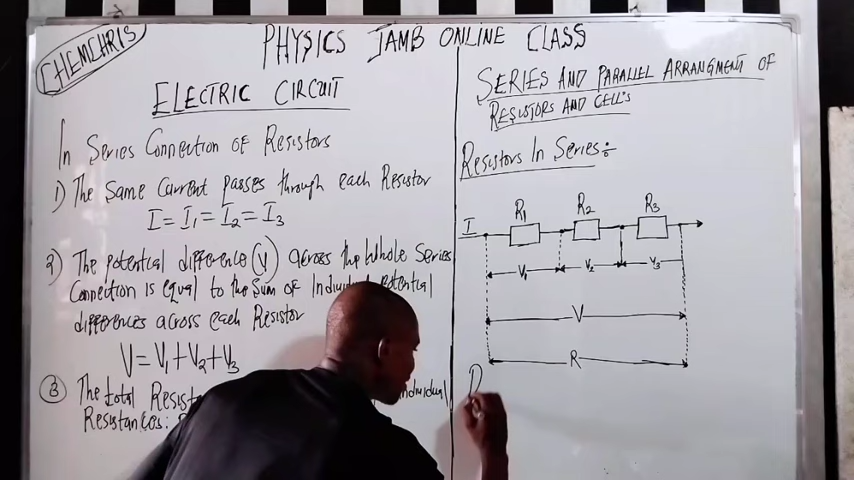 CHEMCHRIS
PHYSICS JAMB ONLINE CLASS
ELECTRIC CIRCUIT
In Series Connection of Resistors
1) The Same Current passes through each Resistor
I = I1 = I2 = I3
2) The potential difference (V) across the Whole Series
Connection is equal to the Sum of Individual potential
differences across each Resistor
V = V1 + V2 + V3
3 The total Individual
Resistances:
SERIES AND PARALLEL ARRANGMENT OF
RESISTORS AND CELL'S
Resistors In Series:-
R1 R2 R3
I
V1 V2 V3
V
R
R